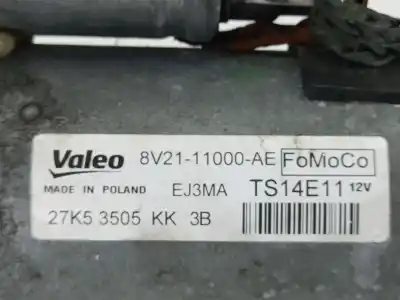 Valeo 8V21-11000-AE FoMoCo
MADE IN POLAND EJ3MA TS14E11 12V
27K5 3505 KK 3B